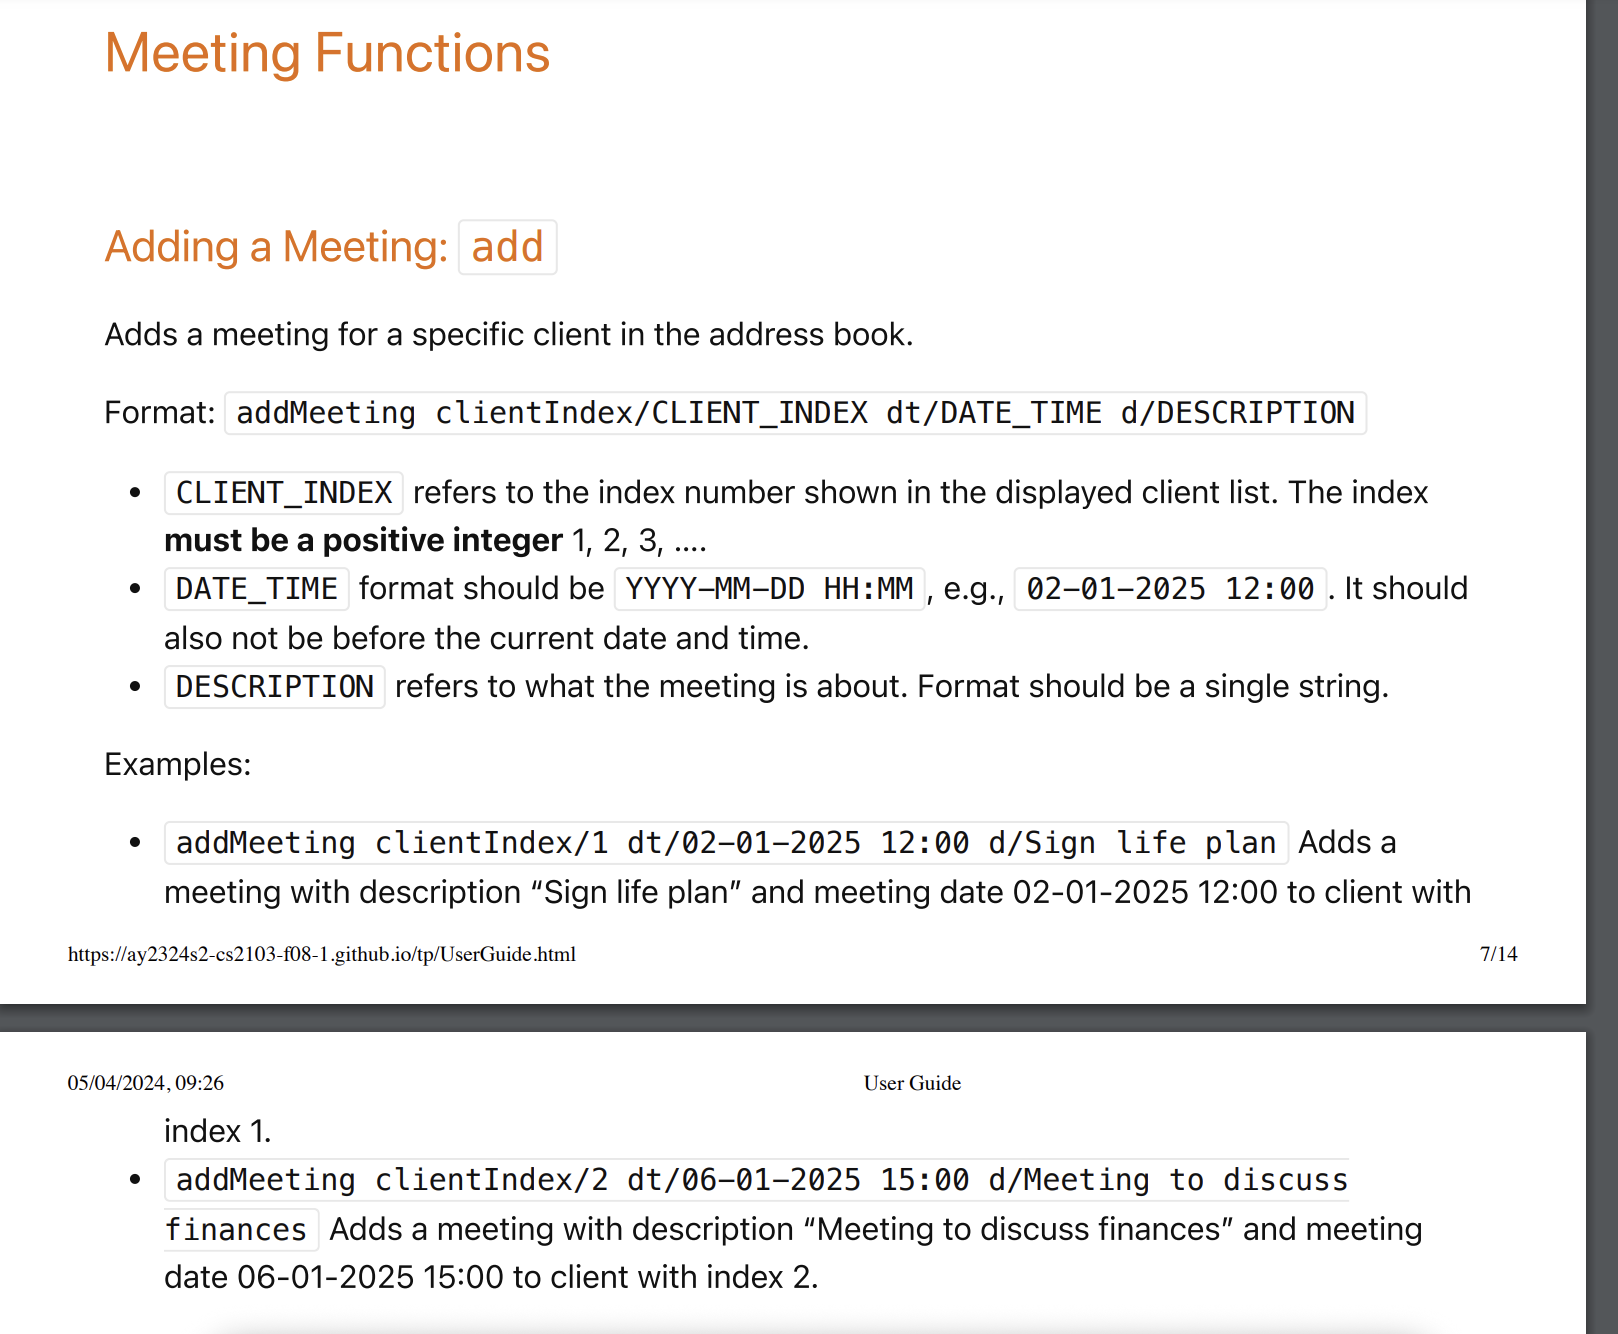 Meeting Functions
Adding a Meeting: add
Adds a meeting for a specific client in the address book.
Format: addMeeting clientIndex/CLIENT_INDEX dt/DATE_TIME d/DESCRIPTION
• CLIENT_INDEX refers to the index number shown in the displayed client list. The index
must be a positive integer 1, 2, 3, ….
• DATE_TIME format should be YYYY-MM-DD HH:MM, e.g., 02-01-2025 12:00. It should
also not be before the current date and time.
• DESCRIPTION refers to what the meeting is about. Format should be a single string.
Examples:
• addMeeting clientIndex/1 dt/02-01-2025 12:00 d/Sign life plan Adds a
meeting with description “Sign life plan” and meeting date 02-01-2025 12:00 to client with
https://ay2324s2-cs2103-f08-1.github.io/tp/UserGuide.html 7/14
05/04/2024, 09:26 User Guide
index 1.
• addMeeting clientIndex/2 dt/06-01-2025 15:00 d/Meeting to discuss
finances Adds a meeting with description “Meeting to discuss finances” and meeting
date 06-01-2025 15:00 to client with index 2.